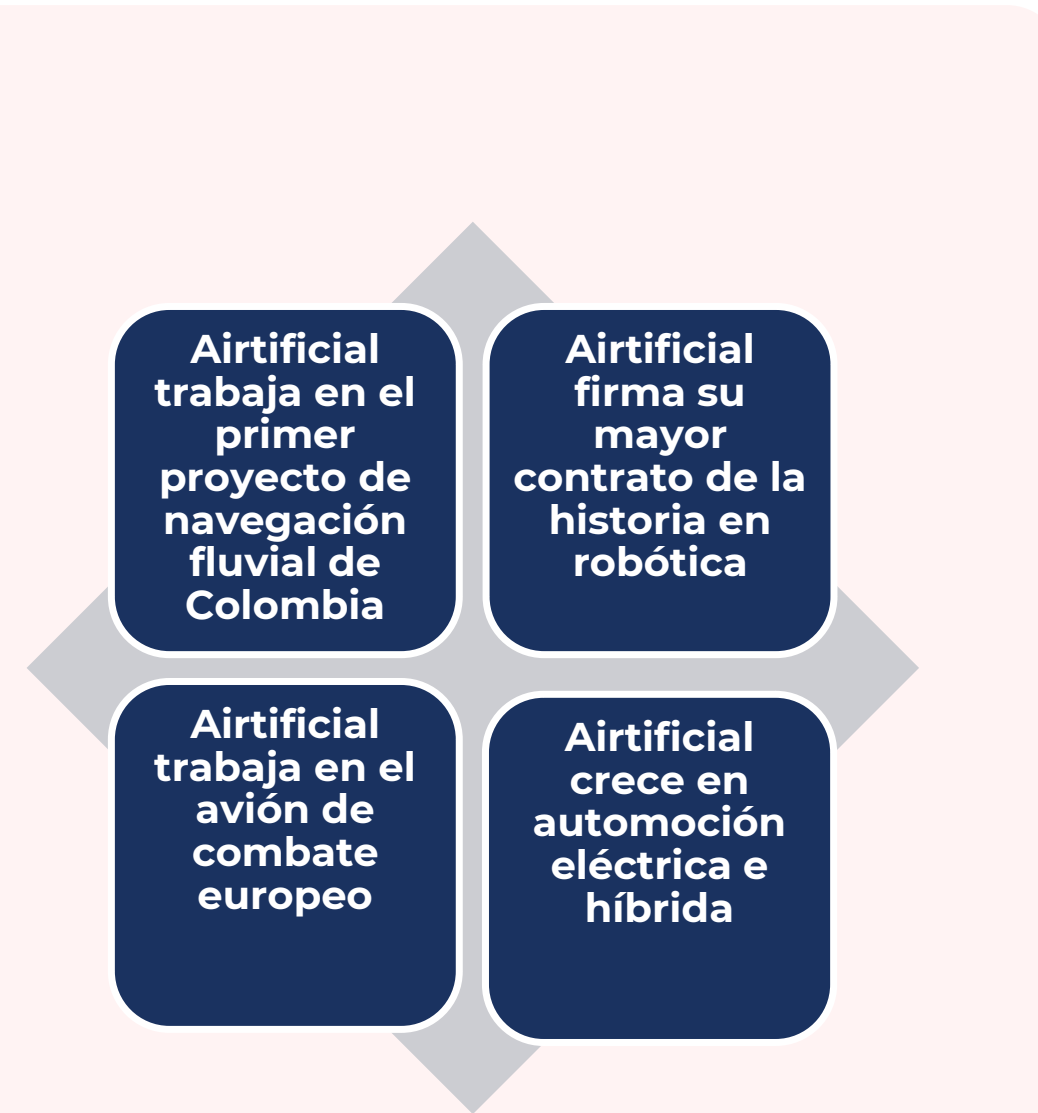 Airtificial
trabaja en el
primer
proyecto de
navegación
fluvial de
Colombia
Airtificial
firma su
mayor
contrato de la
historia en
robótica
Airtificial
trabaja en el
avión de
combate
europeo
Airtificial
crece en
automoción
eléctrica e
híbrida